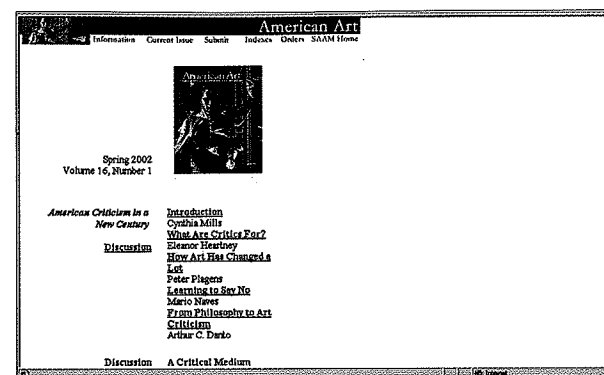 American Art
Information Current Issue Submit Indexes Orders SAAM Home
American Art
Spring 2002
Volume 16, Number 1
American Criticism in a
New Century
Discussion
Introduction
Cynthia Mills
What Are Critics For?
Eleanor Heartney
How Art Has Changed a
Lot
Peter Plagens
Learning to Say No
Mario Naves
From Philosophy to Art
Criticism
Arthur C. Danto
Discussion A Critical Medium
Internet